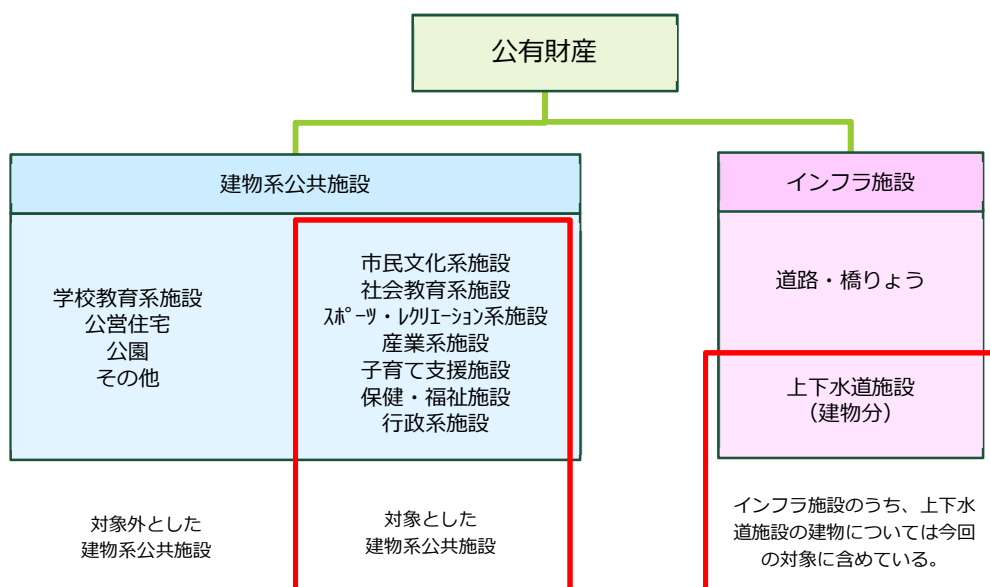 公有財産
建物系公共施設
学校教育系施設
公営住宅
公園
その他
市民文化系施設
社会教育系施設
ｽﾎﾟｰﾂ・ﾚｸﾘｴｰｼｮﾝ系施設
産業系施設
子育て支援施設
保健・福祉施設
行政系施設
対象外とした
建物系公共施設
対象とした
建物系公共施設
インフラ施設
道路・橋りょう
上下水道施設
（建物分）
インフラ施設のうち、上下水
道施設の建物については今回
の対象に含めている。